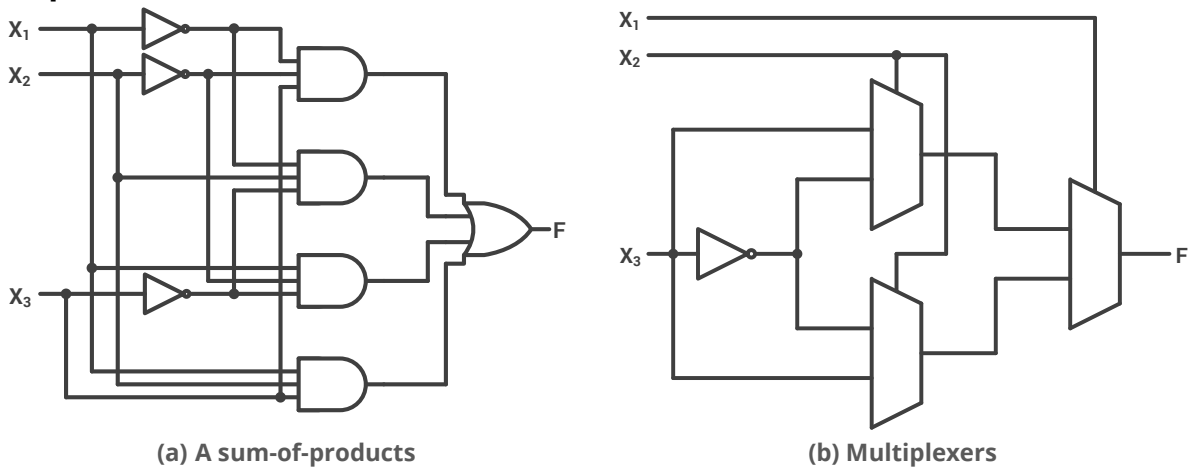 X₁
X₂
X₃
F
(a) A sum-of-products
X₁
X₂
X₃
F
(b) Multiplexers